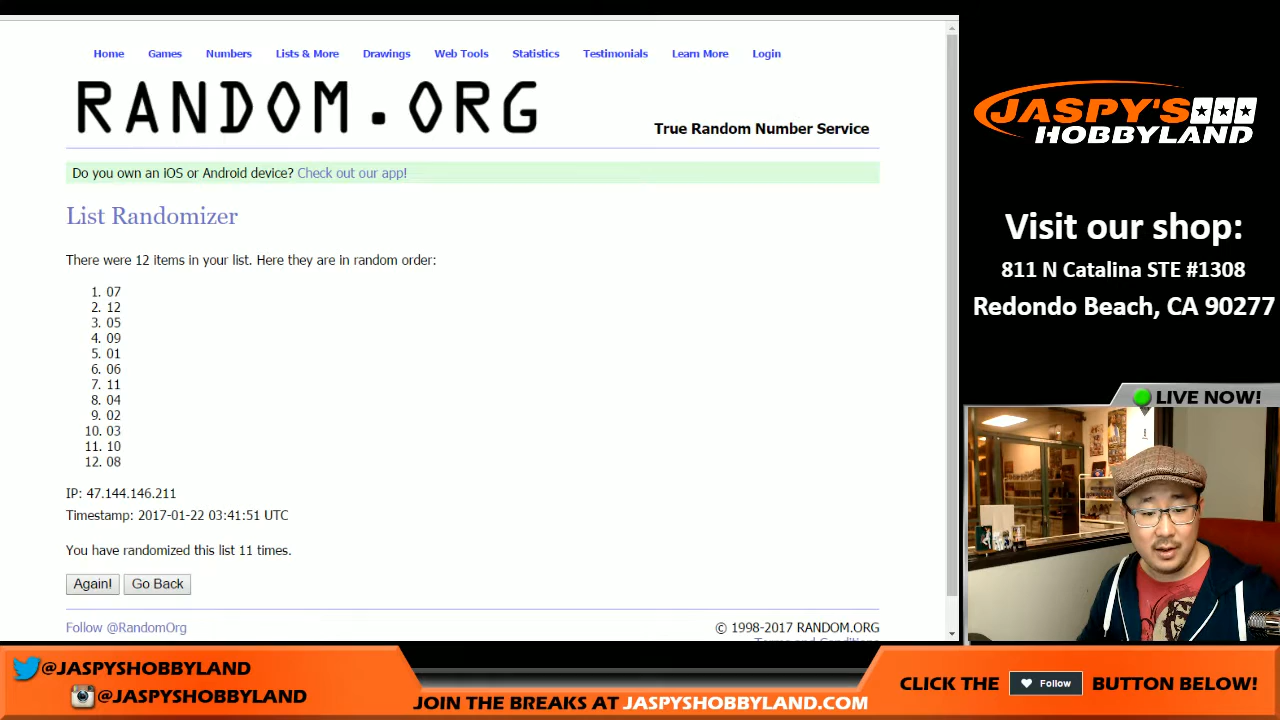 Home Games Numbers Lists & More Drawings Web Tools Statistics Testimonials Learn More Login
RANDOM.ORG
True Random Number Service
Do you own an iOS or Android device? Check out our app!
List Randomizer
There were 12 items in your list. Here they are in random order:
1. 07
2. 12
3. 05
4. 09
5. 01
6. 06
7. 11
8. 04
9. 02
10. 03
11. 10
12. 08
IP: 47.144.146.211
Timestamp: 2017-01-22 03:41:51 UTC
You have randomized this list 11 times.
Again! Go Back
Follow @RandomOrg
© 1998-2017 RANDOM.ORG
Terms and Conditions
JASPY'S
HOBBYLAND
Visit our shop:
811 N Catalina STE #1308
Redondo Beach, CA 90277
LIVE NOW!
@JASPYSHOBBYLAND
@JASPYSHOBBYLAND
JOIN THE BREAKS AT JASPYSHOBBYLAND.COM
CLICK THE Follow BUTTON BELOW!